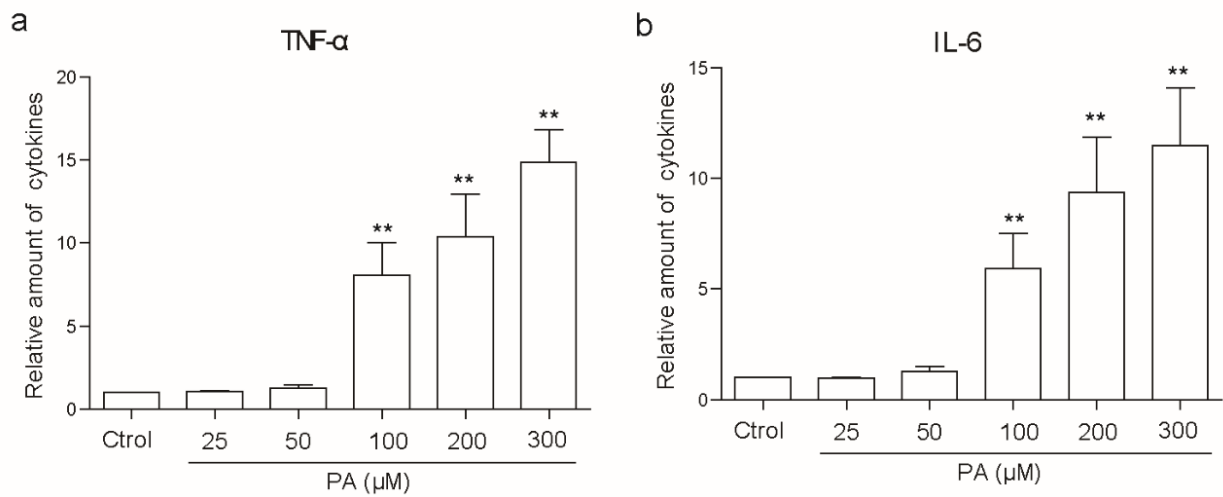 a
TNF-α
Relative amount of cytokines
20
15
10
5
0
**
**
**
Ctrol 25 50 100 200 300
PA (μM)
b
IL-6
Relative amount of cytokines
15
10
5
0
**
**
**
Ctrol 25 50 100 200 300
PA (μM)